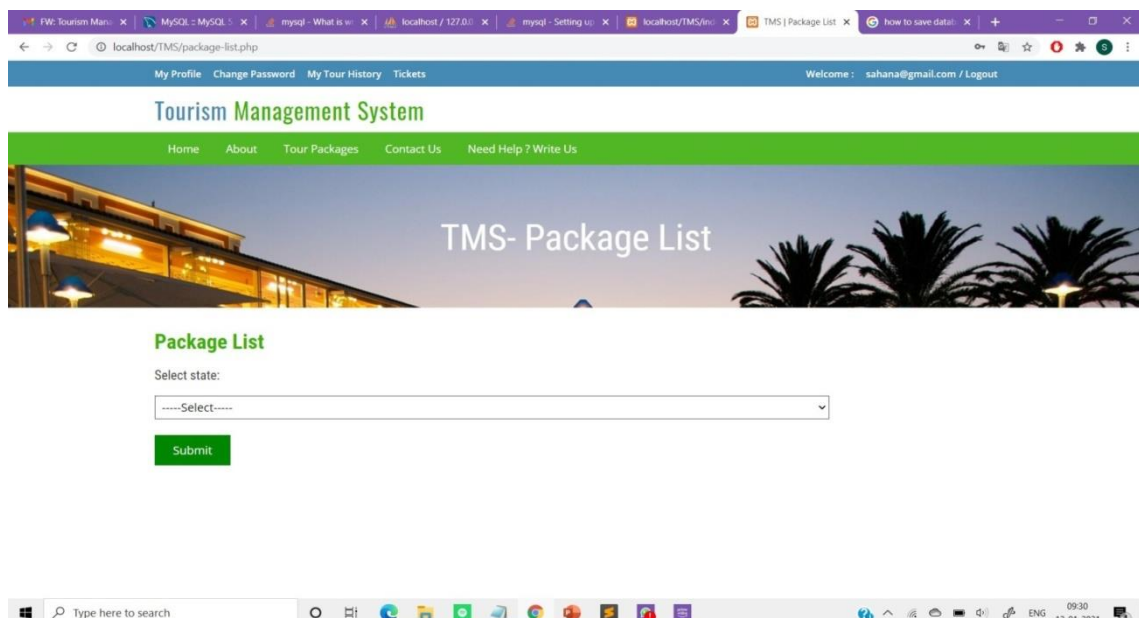 FW: Tourism Mana
MySQL :: MySQL 5
mysql - What is w
localhost / 127.0.0
mysql - Setting up
localhost/TMS/ind
TMS | Package List
how to save datab
localhost/TMS/package-list.php
My Profile Change Password My Tour History Tickets Welcome : sahana@gmail.com / Logout
Tourism Management System
Home About Tour Packages Contact Us Need Help ? Write Us
TMS- Package List
Package List
Select state:
-----Select-----
Submit
Type here to search
ENG
09:30